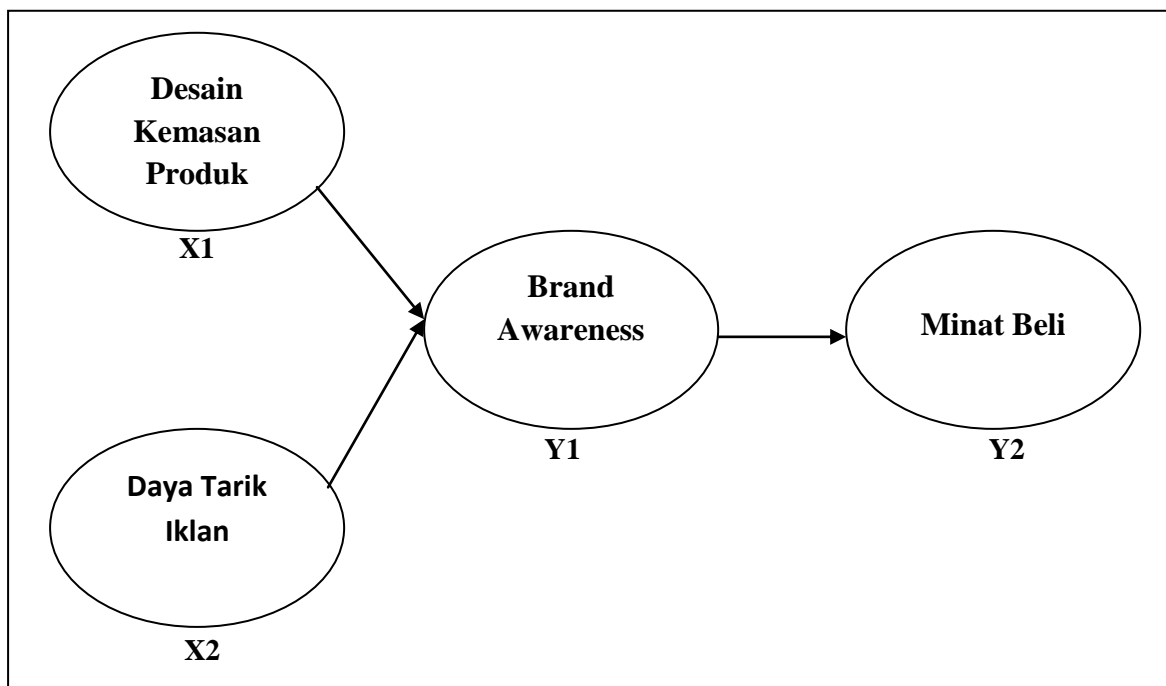 Desain
Kemasan
Produk
X1
Brand
Awareness
Y1
Minat Beli
Y2
Daya Tarik
Iklan
X2